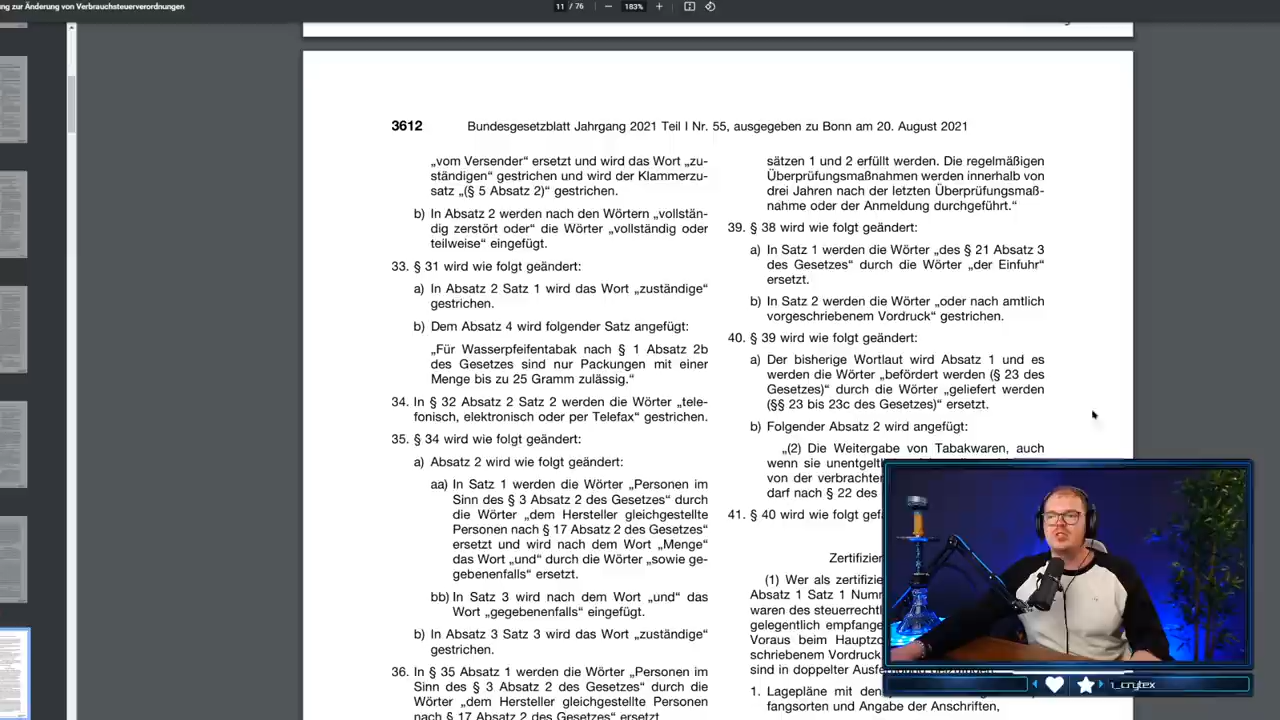 ng zur Änderung von Verbrauchsteuerverordnungen
11 / 76
183%
3612
Bundesgesetzblatt Jahrgang 2021 Teil I Nr. 55, ausgegeben zu Bonn am 20. August 2021
„vom Versender“ ersetzt und wird das Wort „zu-
ständigen“ gestrichen und wird der Klammerzu-
satz „(§ 5 Absatz 2)“ gestrichen.
b) In Absatz 2 werden nach den Wörtern „vollstän-
dig zerstört oder“ die Wörter „vollständig oder
teilweise“ eingefügt.
33. § 31 wird wie folgt geändert:
a) In Absatz 2 Satz 1 wird das Wort „zuständige“
gestrichen.
b) Dem Absatz 4 wird folgender Satz angefügt:
„Für Wasserpfeifentabak nach § 1 Absatz 2b
des Gesetzes sind nur Packungen mit einer
Menge bis zu 25 Gramm zulässig.“
34. In § 32 Absatz 2 Satz 2 werden die Wörter „tele-
fonisch, elektronisch oder per Telefax“ gestrichen.
35. § 34 wird wie folgt geändert:
a) Absatz 2 wird wie folgt geändert:
aa) In Satz 1 werden die Wörter „Personen im
Sinn des § 3 Absatz 2 des Gesetzes“ durch
die Wörter „dem Hersteller gleichgestellte
Personen nach § 17 Absatz 2 des Gesetzes“
ersetzt und wird nach dem Wort „Menge“
das Wort „und“ durch die Wörter „sowie ge-
gebenenfalls“ ersetzt.
bb) In Satz 3 wird nach dem Wort „und“ das
Wort „gegebenenfalls“ eingefügt.
b) In Absatz 3 Satz 3 wird das Wort „zuständige“
gestrichen.
36. In § 35 Absatz 1 werden die Wörter „Personen im
Sinn des § 3 Absatz 2 des Gesetzes“ durch die
Wörter „dem Hersteller gleichgestellte Personen
nach § 17 Absatz 2 des Gesetzes“ ersetzt
sätzen 1 und 2 erfüllt werden. Die regelmäßigen
Überprüfungsmaßnahmen werden innerhalb von
drei Jahren nach der letzten Überprüfungsmaß-
nahme oder der Anmeldung durchgeführt.“
39. § 38 wird wie folgt geändert:
a) In Satz 1 werden die Wörter „des § 21 Absatz 3
des Gesetzes“ durch die Wörter „der Einfuhr“
ersetzt.
b) In Satz 2 werden die Wörter „oder nach amtlich
vorgeschriebenem Vordruck“ gestrichen.
40. § 39 wird wie folgt geändert:
a) Der bisherige Wortlaut wird Absatz 1 und es
werden die Wörter „befördert werden (§ 23 des
Gesetzes)“ durch die Wörter „geliefert werden
(§§ 23 bis 23c des Gesetzes)“ ersetzt.
b) Folgender Absatz 2 wird angefügt:
„(2) Die Weitergabe von Tabakwaren, auch
wenn sie unentgeltl
von der verbrachten
darf nach § 22 des
41. § 40 wird wie folgt
Zertifizier
(1) Wer als zertifizie
Absatz 1 Satz 1 Numm
waren des steuerrechtl
gelegentlich empfange
Voraus beim Hauptzo
schriebenem Vordruck
sind in doppelter
1. Lagepläne mit den
fangsorten und Angabe der Anschriften,
i_crytex